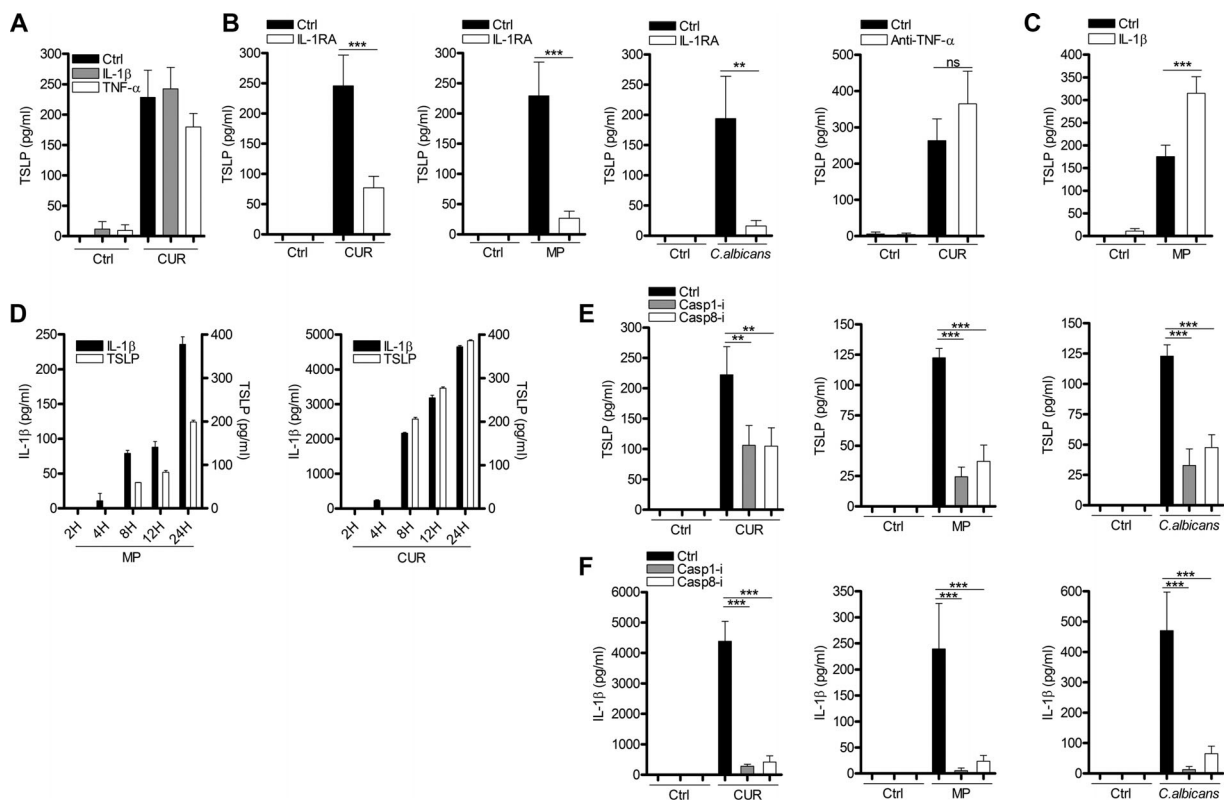 A
Ctrl
IL-1β
TNF-α
TSLP (pg/ml)
300
250
200
150
100
50
0
Ctrl
CUR
B
Ctrl
IL-1RA
***
TSLP (pg/ml)
300
250
200
150
100
50
0
Ctrl
CUR
Ctrl
IL-1RA
***
TSLP (pg/ml)
300
250
200
150
100
50
0
Ctrl
MP
Ctrl
IL-1RA
**
TSLP (pg/ml)
300
250
200
150
100
50
0
Ctrl
C.albicans
Ctrl
Anti-TNF-α
ns
TSLP (pg/ml)
500
400
300
200
100
0
Ctrl
CUR
C
Ctrl
IL-1β
***
TSLP (pg/ml)
400
350
300
250
200
150
100
50
0
Ctrl
MP
D
IL-1β
TSLP
IL-1β (pg/ml)
250
200
150
100
50
0
TSLP (pg/ml)
400
300
200
100
0
2H
4H
8H
12H
24H
MP
IL-1β
TSLP
IL-1β (pg/ml)
5000
4000
3000
2000
1000
0
TSLP (pg/ml)
400
300
200
100
0
2H
4H
8H
12H
24H
CUR
E
Ctrl
Casp1-i
Casp8-i
**
**
TSLP (pg/ml)
300
250
200
150
100
50
0
Ctrl
CUR
***
***
TSLP (pg/ml)
150
125
100
75
50
25
0
Ctrl
MP
***
***
TSLP (pg/ml)
150
125
100
75
50
25
0
Ctrl
C.albicans
F
Ctrl
Casp1-i
Casp8-i
***
***
IL-1β (pg/ml)
6000
5000
4000
3000
2000
1000
0
Ctrl
CUR
***
***
IL-1β (pg/ml)
350
300
250
200
150
100
50
0
Ctrl
MP
***
***
IL-1β (pg/ml)
700
600
500
400
300
200
100
0
Ctrl
C.albicans